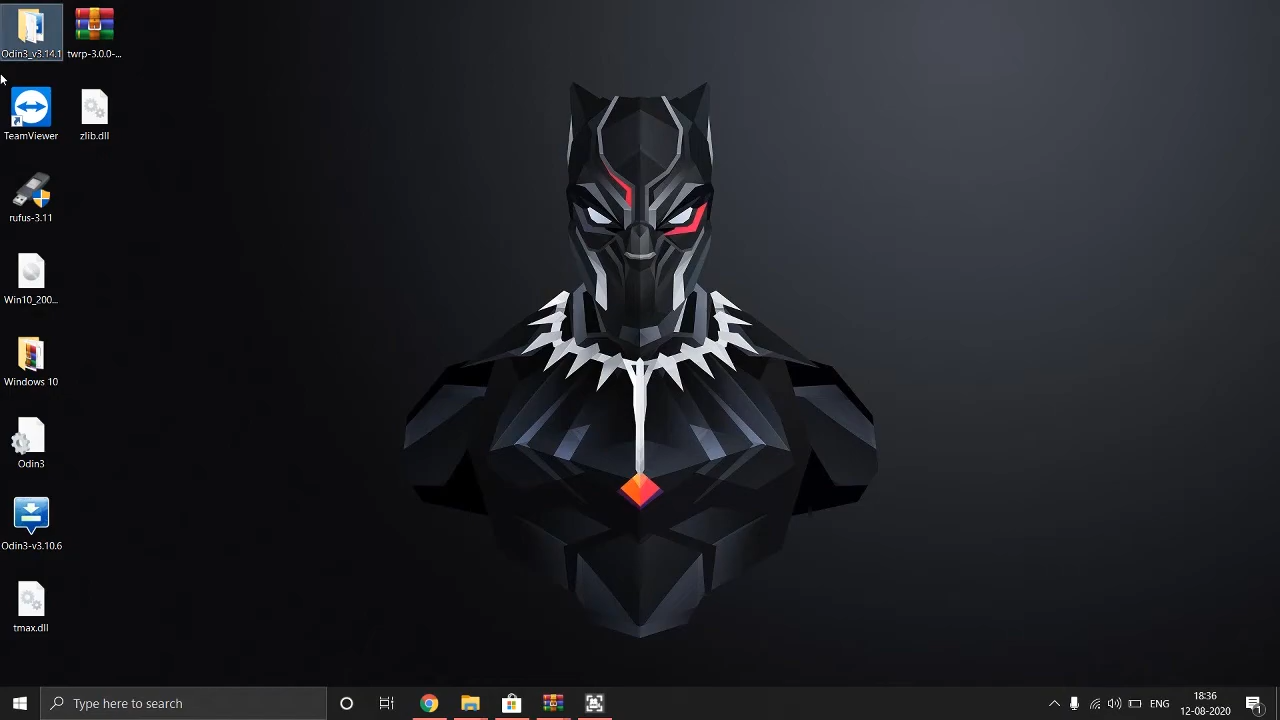 Odin3_v3.14.1
twrp-3.0.0-...
TeamViewer
zlib.dll
rufus-3.11
Win10_200...
Windows 10
Odin3
Odin3-v3.10.6
tmax.dll
Type here to search
ENG
18:36
12-08-2020
1